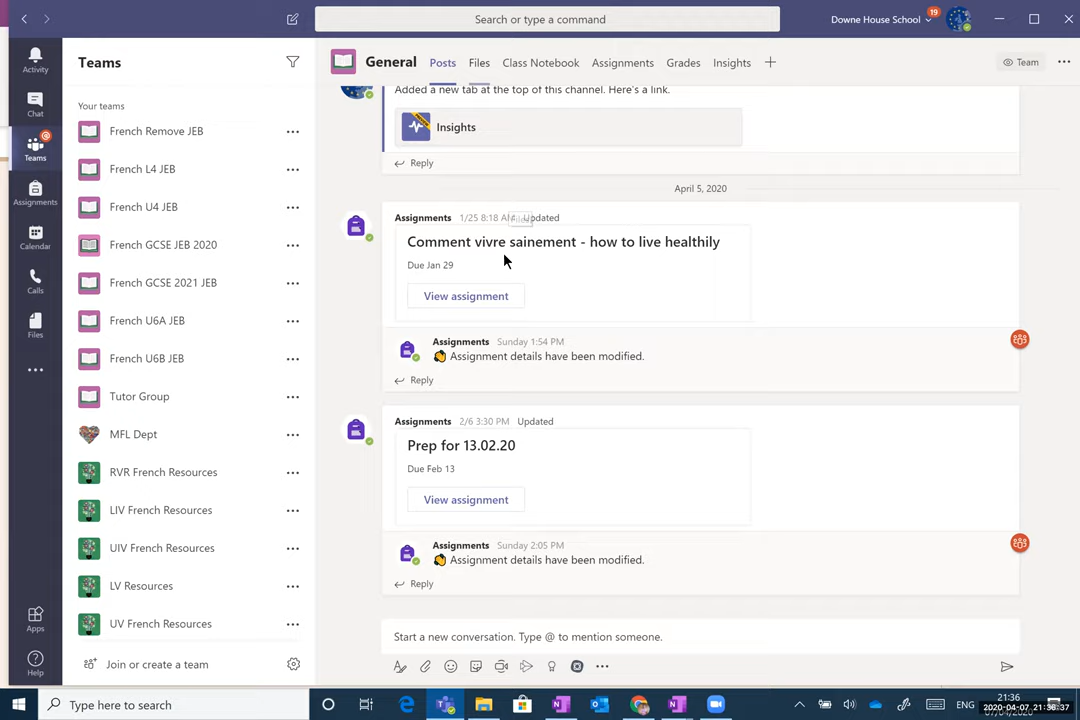 Search or type a command
Downe House School
19
Activity
Chat
Teams
Assignments
Calendar
Calls
Files
Apps
Help
Teams
Your teams
French Remove JEB
French L4 JEB
French U4 JEB
French GCSE JEB 2020
French GCSE 2021 JEB
French U6A JEB
French U6B JEB
Tutor Group
MFL Dept
RVR French Resources
LIV French Resources
UIV French Resources
LV Resources
UV French Resources
Join or create a team
General
Posts
Files
Class Notebook
Assignments
Grades
Insights
Team
Added a new tab at the top of this channel. Here's a link.
Insights
Reply
April 5, 2020
Assignments 1/25 8:18 AM Updated
Files
Comment vivre sainement - how to live healthily
Due Jan 29
View assignment
Assignments Sunday 1:54 PM
Assignment details have been modified.
Reply
Assignments 2/6 3:30 PM Updated
Prep for 13.02.20
Due Feb 13
View assignment
Assignments Sunday 2:05 PM
Assignment details have been modified.
Reply
Start a new conversation. Type @ to mention someone.
Type here to search
ENG
21:36
2020-04-07 21:36:37